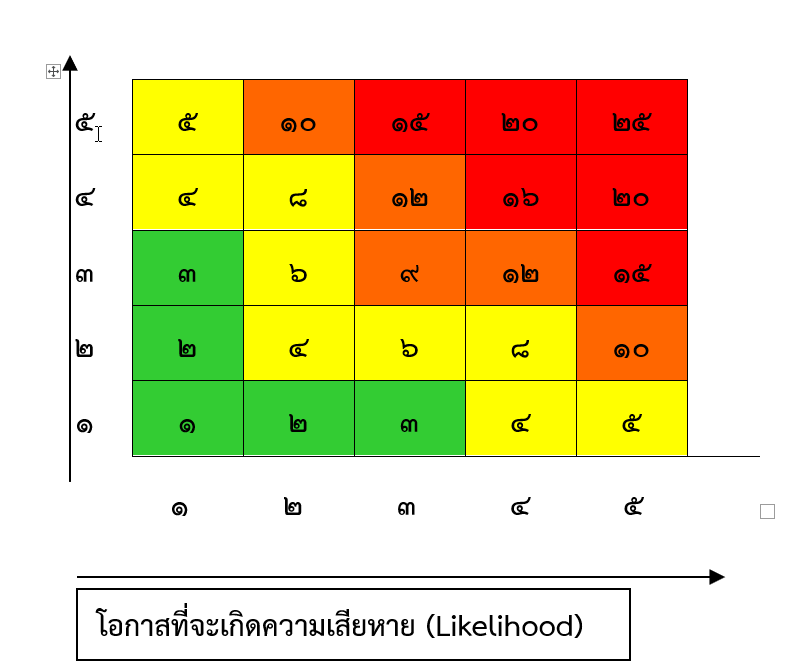 ๕ ๕ ๑๐ ๑๕ ๒๐ ๒๕
๔ ๔ ๘ ๑๒ ๑๖ ๒๐
๓ ๓ ๖ ๙ ๑๒ ๑๕
๒ ๒ ๔ ๖ ๘ ๑๐
๑ ๑ ๒ ๓ ๔ ๕
๑ ๒ ๓ ๔ ๕
โอกาสที่จะเกิดความเสียหาย (Likelihood)